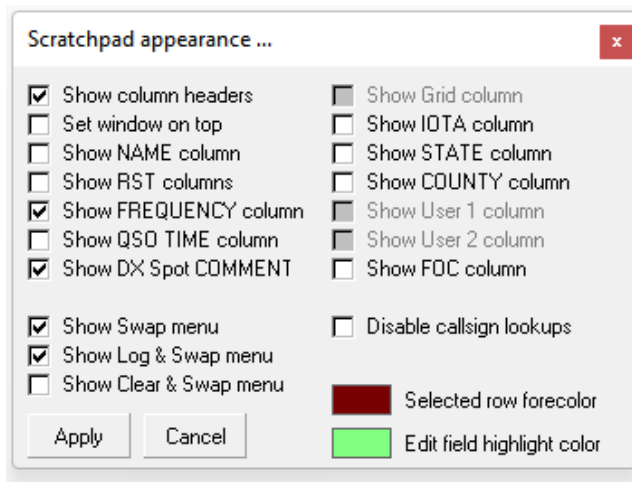 Scratchpad appearance ...
x
Show column headers
Set window on top
Show NAME column
Show RST columns
Show FREQUENCY column
Show QSO TIME column
Show DX Spot COMMENT
Show Grid column
Show IOTA column
Show STATE column
Show COUNTY column
Show User 1 column
Show User 2 column
Show FOC column
Show Swap menu
Show Log & Swap menu
Show Clear & Swap menu
Disable callsign lookups
Selected row forecolor
Edit field highlight color
Apply
Cancel